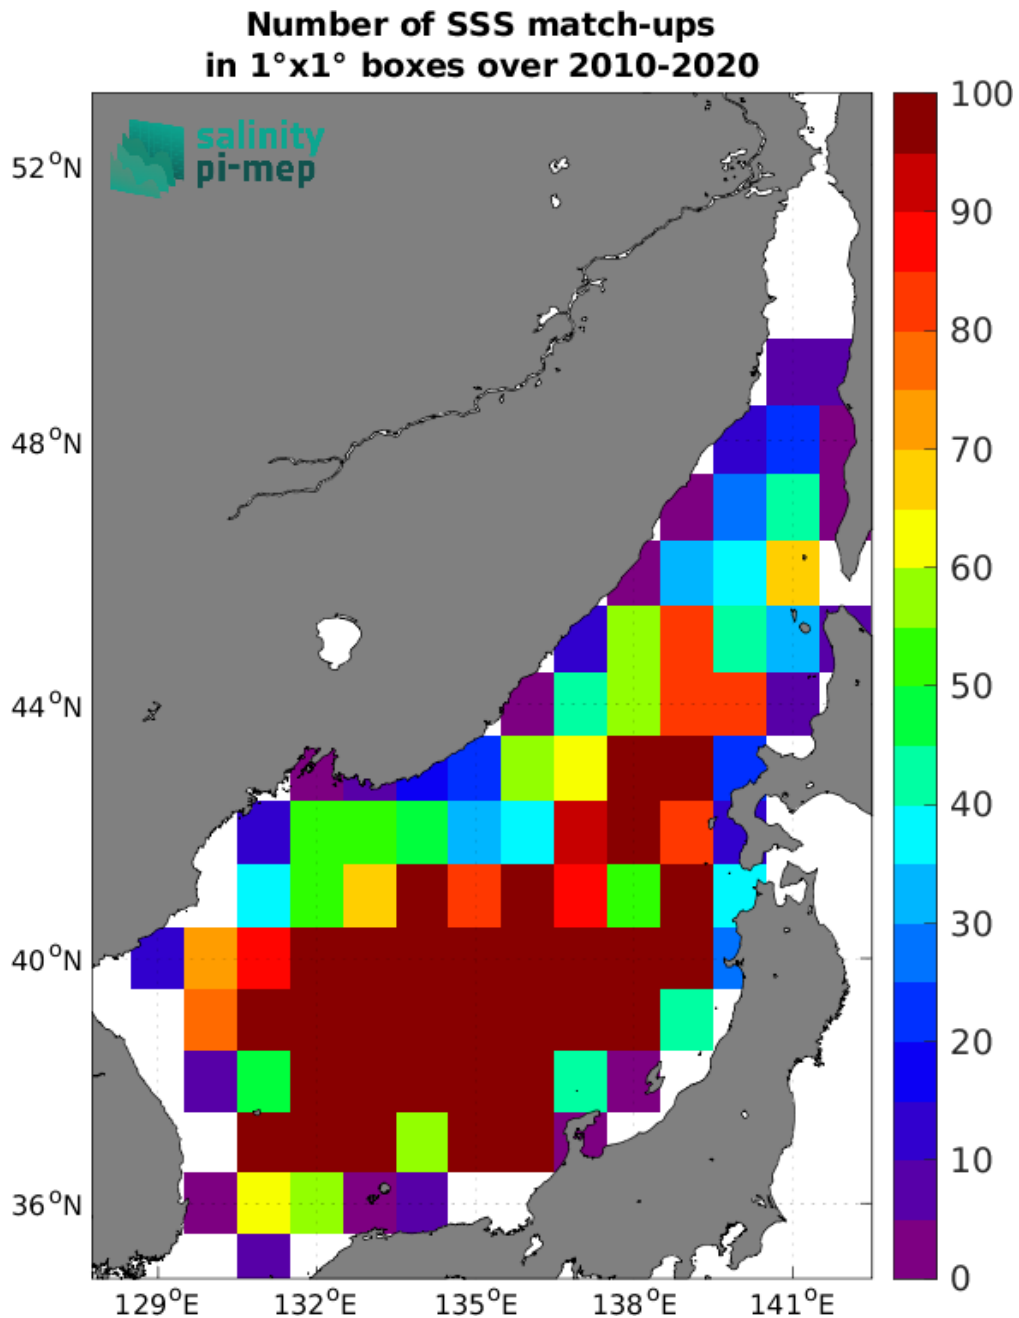 Number of SSS match-ups
in 1°x1° boxes over 2010-2020
salinity
pi-mep
52°N
48°N
44°N
40°N
36°N
129°E
132°E
135°E
138°E
141°E
100
90
80
70
60
50
40
30
20
10
0